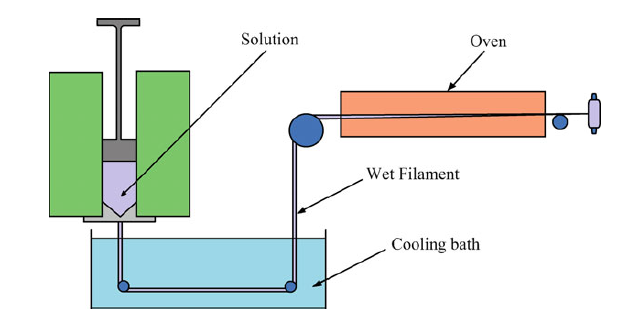 Solution
Oven
Wet Filament
Cooling bath